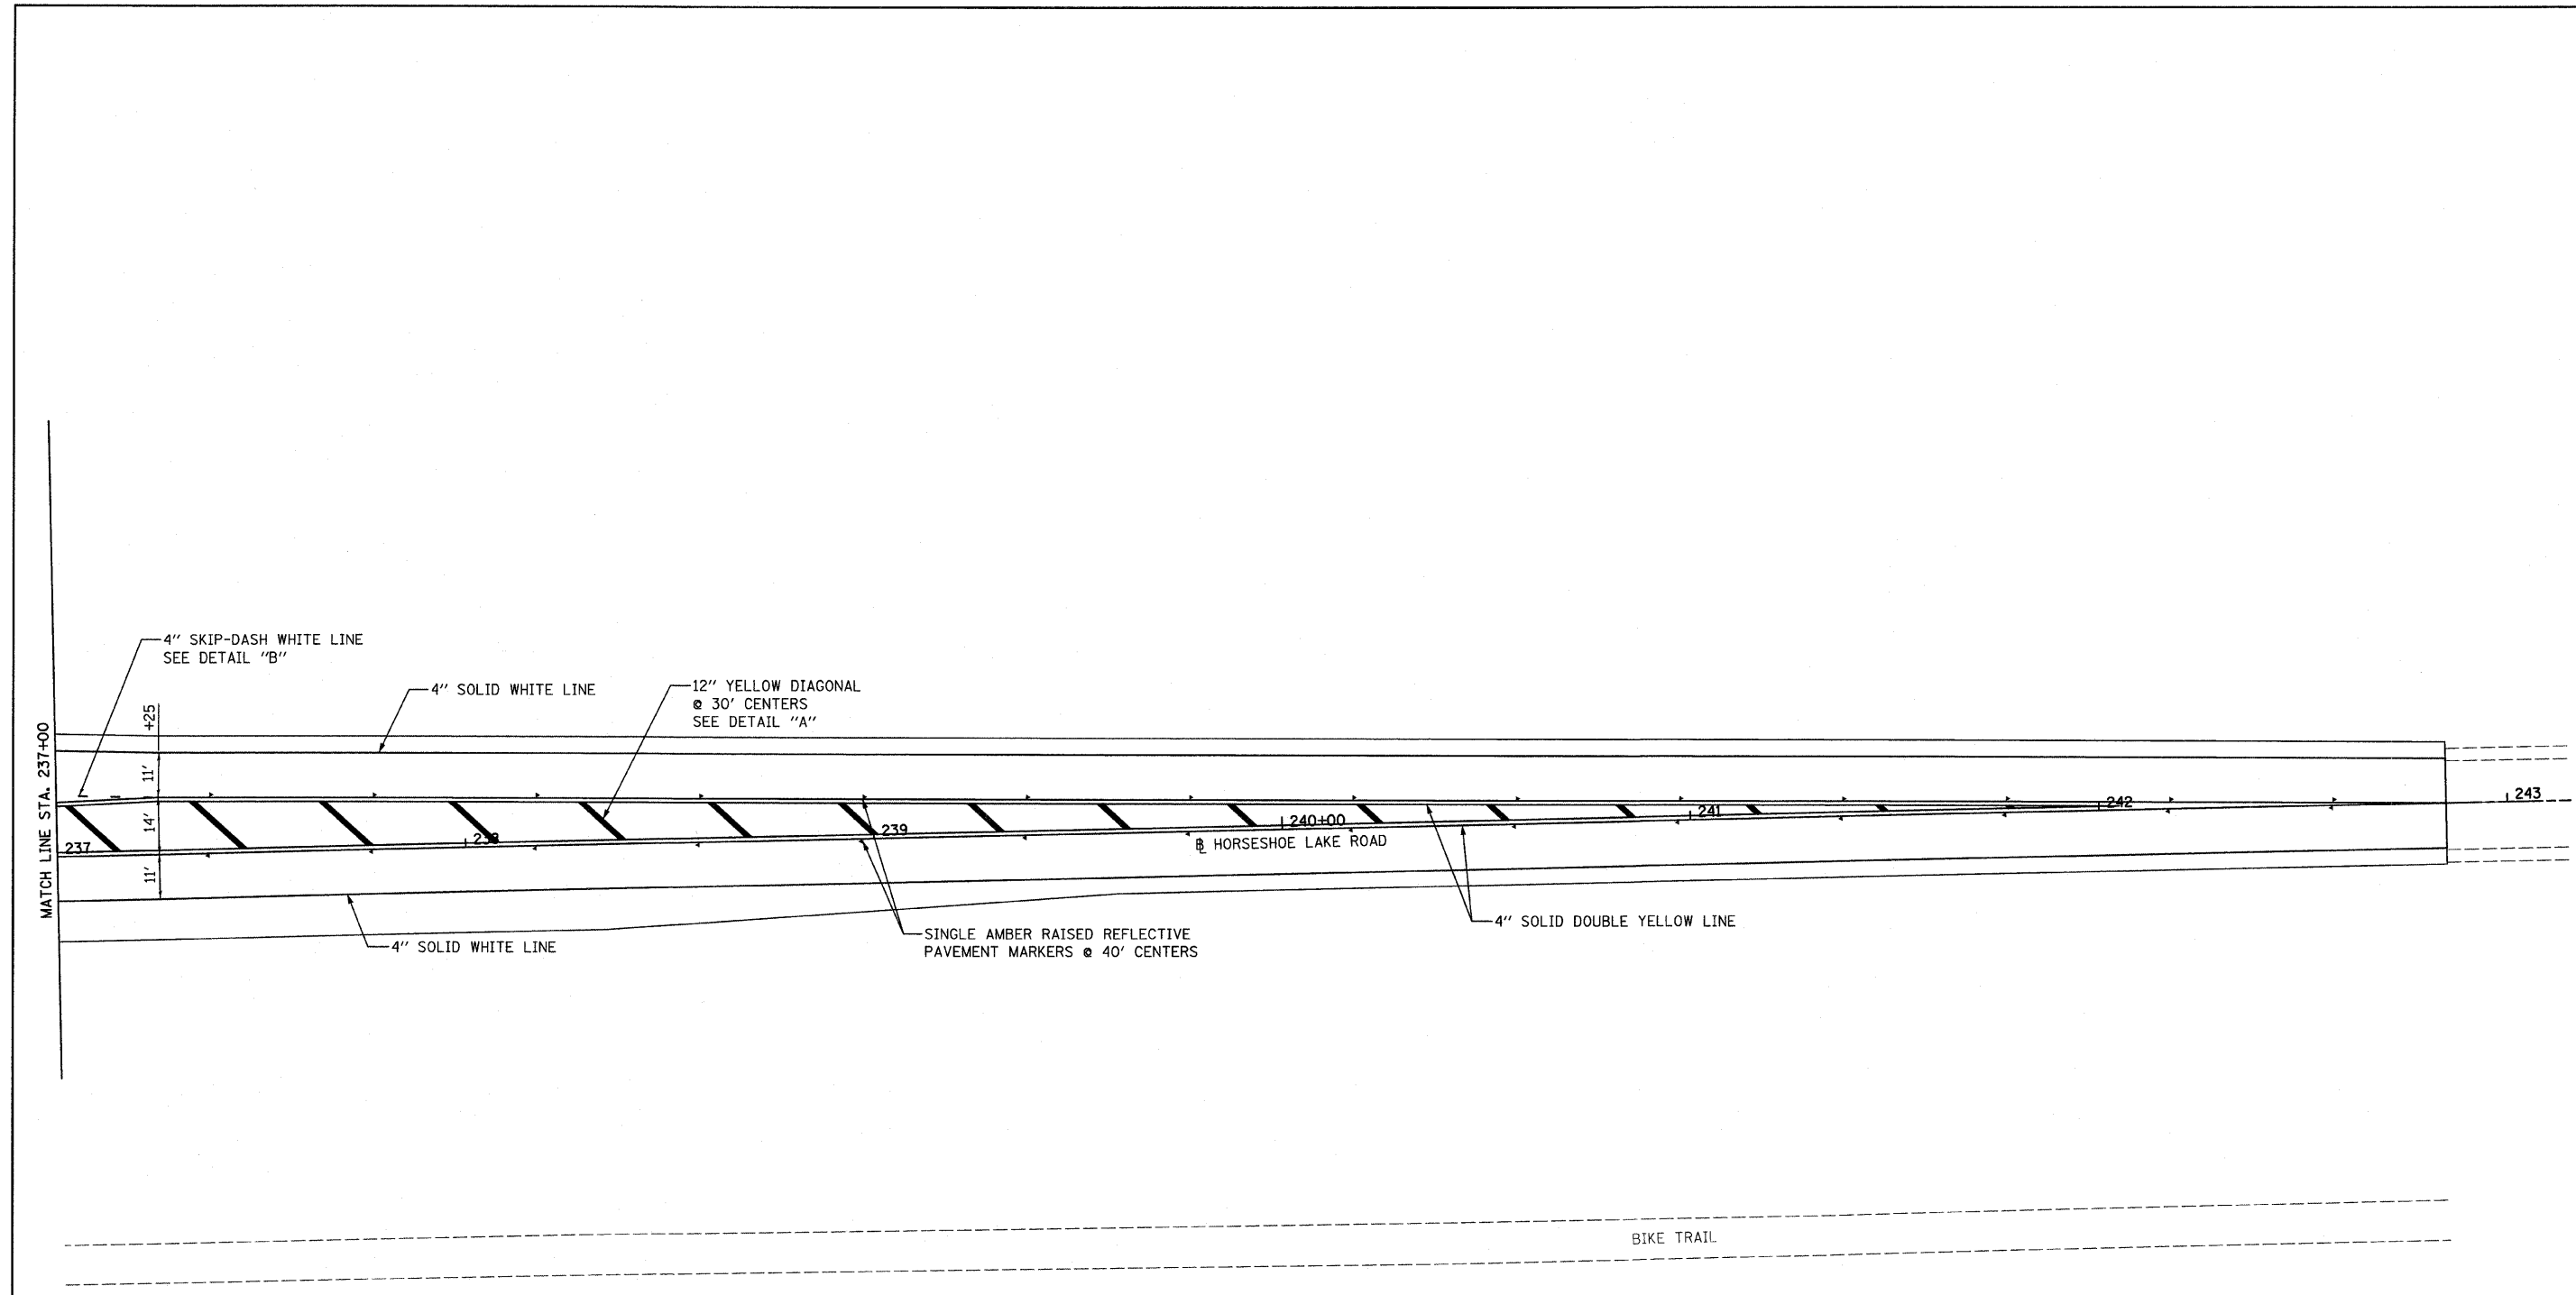 4" SKIP-DASH WHITE LINE
SEE DETAIL "B"
4" SOLID WHITE LINE
12" YELLOW DIAGONAL
@ 30' CENTERS
SEE DETAIL "A"
+25
11'
14'
11'
MATCH LINE STA. 237+00
237
238
239
240+00
241
242
243
℄ HORSESHOE LAKE ROAD
4" SOLID WHITE LINE
SINGLE AMBER RAISED REFLECTIVE
PAVEMENT MARKERS @ 40' CENTERS
4" SOLID DOUBLE YELLOW LINE
BIKE TRAIL